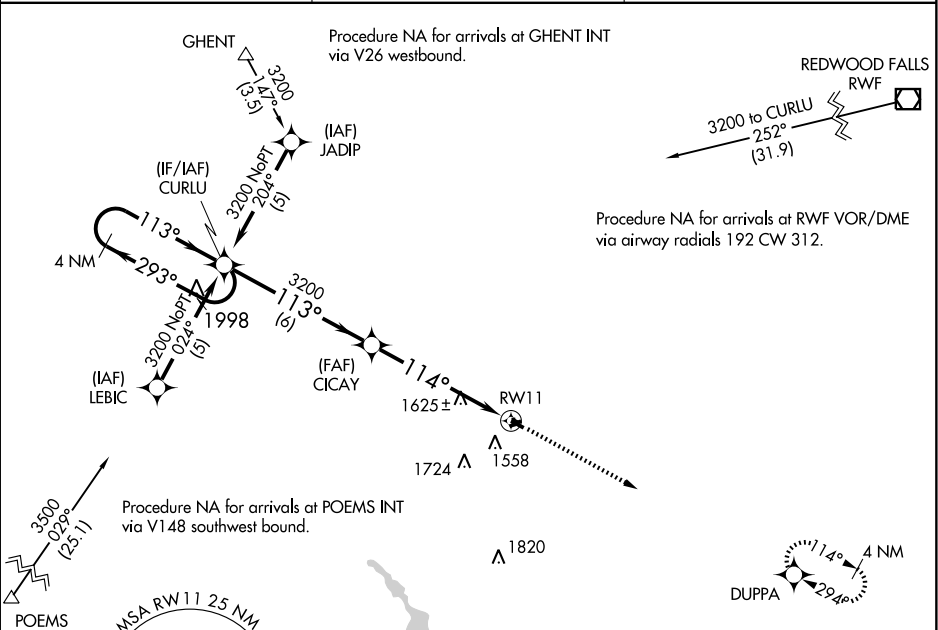 GHENT
Procedure NA for arrivals at GHENT INT
via V26 westbound.
3200
147°
(3.5)
REDWOOD FALLS
RWF
3200 to CURLU
252°
(31.9)
(IAF)
JADIP
(IF/IAF)
CURLU
3200 NoPT
204°
(5)
Procedure NA for arrivals at RWF VOR/DME
via airway radials 192 CW 312.
113°
4 NM
293°
3200
113°
(6)
1998
3200 NoPT
024°
(5)
(IAF)
LEBIC
(FAF)
CICAY
114°
1625±
RW11
1558
1724
Procedure NA for arrivals at POEMS INT
via V148 southwest bound.
3500
029°
(25.1)
POEMS
1820
114°
4 NM
DUPPA
294°
MSA RW11 25 NM